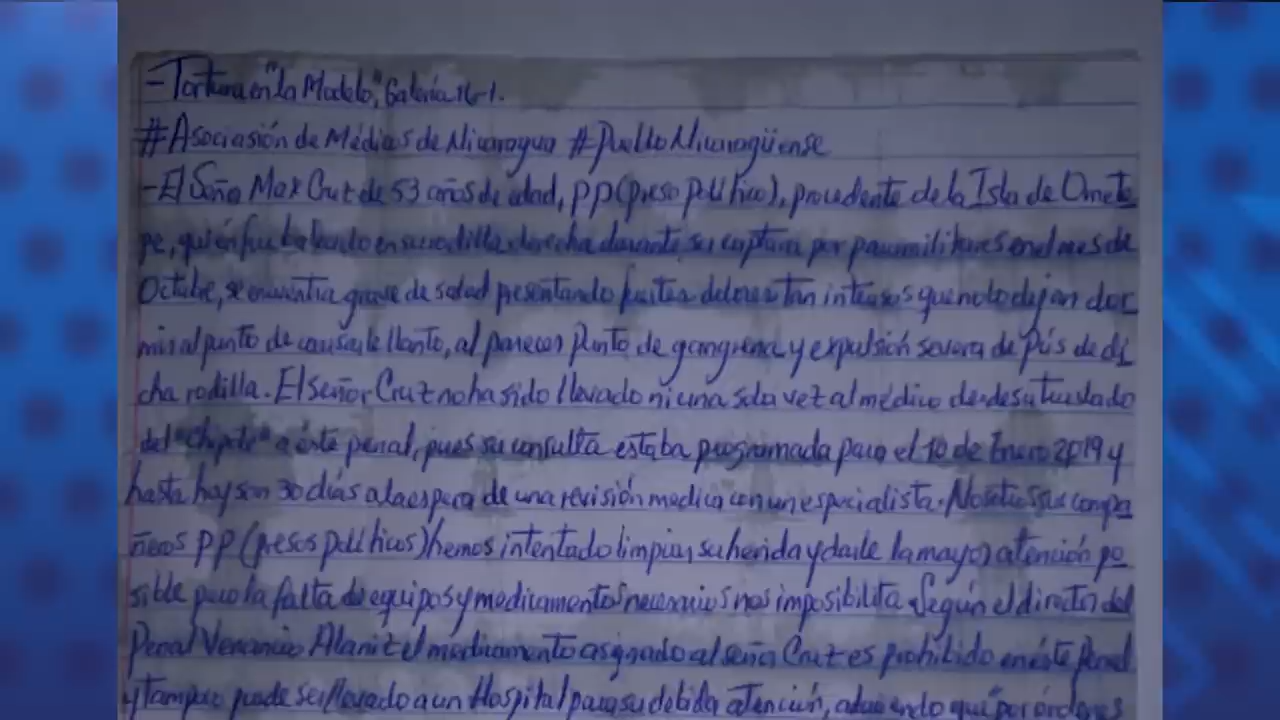 - Tortura en "la Modelo", Galería 16-1.
#Asociasión de Médicos de Nicaragua #Pueblo Nicaragüense
- El Señor Max Cruz de 53 años de edad, PP (preso político), procedente de la Isla de Omete
pe, quién fue baleado en su rodilla derecha durante su captura por paramilitares en el mes de
Octubre, se encuentra grave de salud presentando fuertes dolores tan intensos que no lo dejan dor
mir al punto de causarle llanto, al parecer punto de gangrena y expulsión severa de pus de di
cha rodilla. El señor Cruz no ha sido llevado ni una sola vez al médico desde su traslado
del "chipote" a éste penal, pues su consulta estaba programada para el 10 de Enero 2019 y
hasta hoy son 30 días a la espera de una revisión medica con un especialista. Nosotros sus compa
ñeros PP (presos políticos) hemos intentado limpiar su herida y darle la mayor atención po
sible pero la falta de equipos y medicamentos necesarios nos imposibilita. Según el director del
Penal Venancio Alaniz el medicamento asignado al señor Cruz es prohibido en éste Penal
y tampoco puede ser llevado a un Hospital para su debida atención, aduciendo que "por órdenes